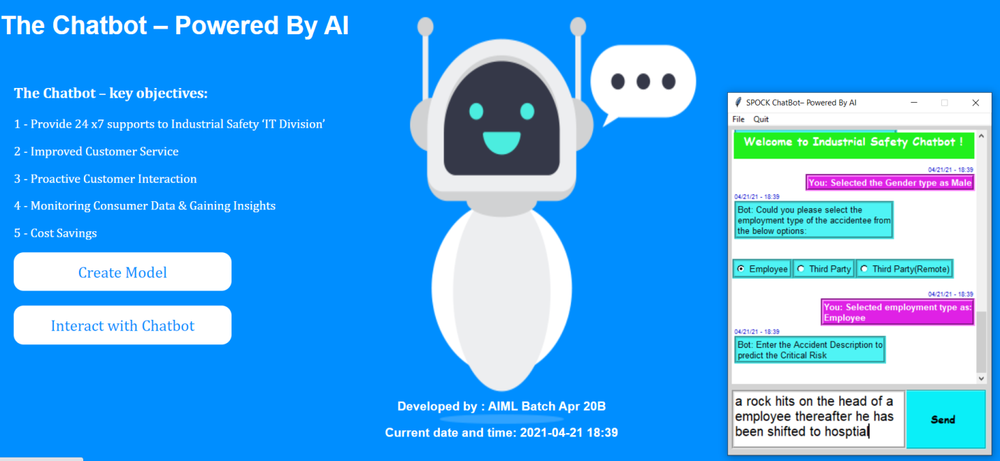 The Chatbot – Powered By AI
The Chatbot – key objectives:
1 - Provide 24 x7 supports to Industrial Safety ‘IT Division’
2 - Improved Customer Service
3 - Proactive Customer Interaction
4 - Monitoring Consumer Data & Gaining Insights
5 - Cost Savings
Create Model
Interact with Chatbot
Developed by : AIML Batch Apr 20B
Current date and time: 2021-04-21 18:39
SPOCK ChatBot– Powered By AI
File Quit
Welcome to Industrial Safety Chatbot !
04/21/21 - 18:39
You: Selected the Gender type as Male
04/21/21 - 18:39
Bot: Could you please select the
employment type of the accidentee from
the below options:
Employee Third Party Third Party(Remote)
04/21/21 - 18:39
You: Selected employment type as:
Employee
04/21/21 - 18:39
Bot: Enter the Accident Description to
predict the Critical Risk
a rock hits on the head of a
employee thereafter he has
been shifted to hosptial
Send